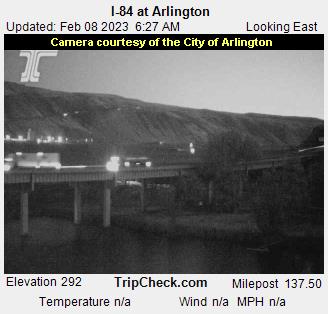 I-84 at Arlington
Updated: Feb 08 2023 6:27 AM Looking East
Camera courtesy of the City of Arlington
Elevation 292 TripCheck.com Milepost 137.50
Temperature n/a Wind n/a MPH n/a